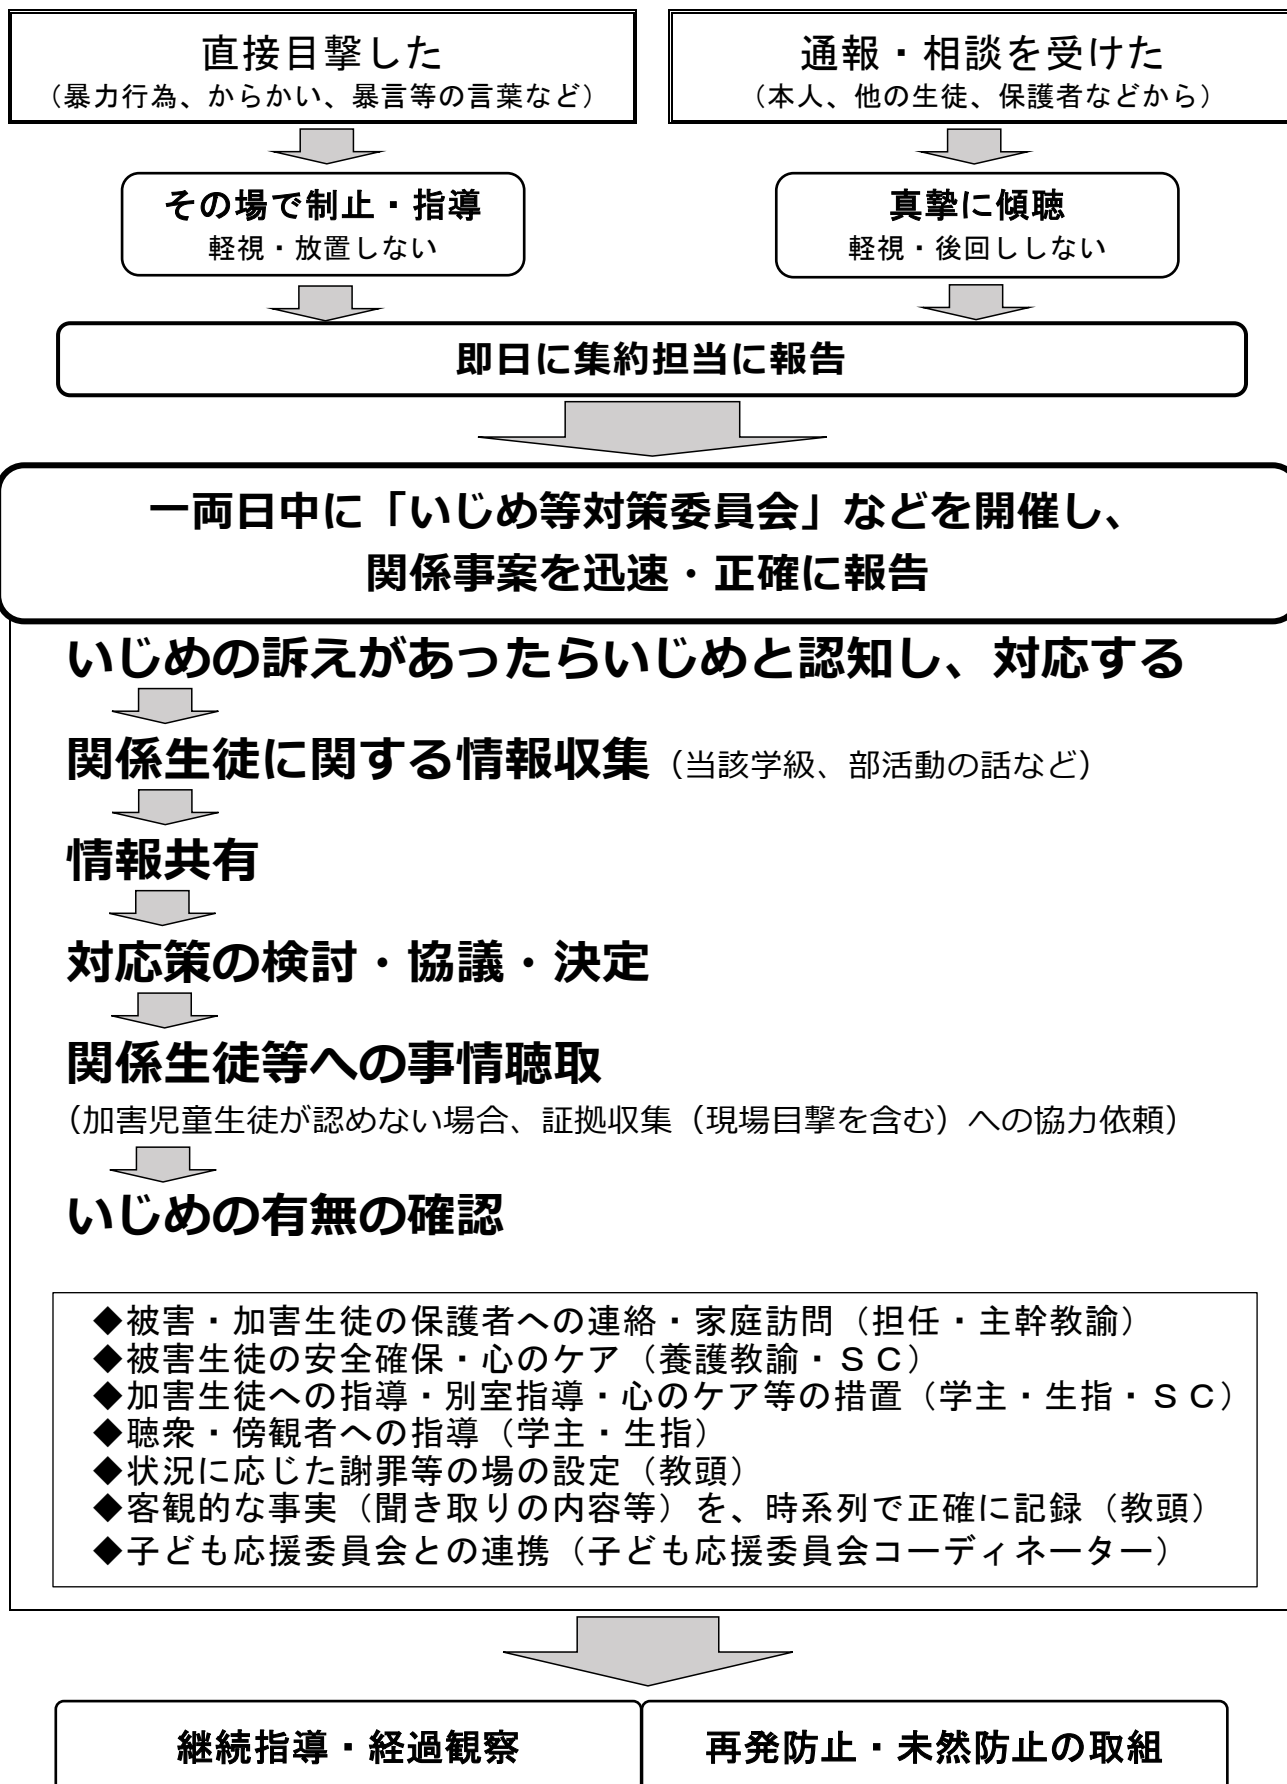 直接目撃した
（暴力行為、からかい、暴言等の言葉など）
通報・相談を受けた
（本人、他の生徒、保護者などから）
その場で制止・指導
軽視・放置しない
真摯に傾聴
軽視・後回ししない
即日に集約担当に報告
一両日中に「いじめ等対策委員会」などを開催し、
関係事案を迅速・正確に報告
いじめの訴えがあったらいじめと認知し、対応する
関係生徒に関する情報収集（当該学級、部活動の話など）
情報共有
対応策の検討・協議・決定
関係生徒等への事情聴取
（加害児童生徒が認めない場合、証拠収集（現場目撃を含む）への協力依頼）
いじめの有無の確認
◆被害・加害生徒の保護者への連絡・家庭訪問（担任・主幹教諭）
◆被害生徒の安全確保・心のケア（養護教諭・ＳＣ）
◆加害生徒への指導・別室指導・心のケア等の措置（学主・生指・ＳＣ）
◆聴衆・傍観者への指導（学主・生指）
◆状況に応じた謝罪等の場の設定（教頭）
◆客観的な事実（聞き取りの内容等）を、時系列で正確に記録（教頭）
◆子ども応援委員会との連携（子ども応援委員会コーディネーター）
継続指導・経過観察
再発防止・未然防止の取組